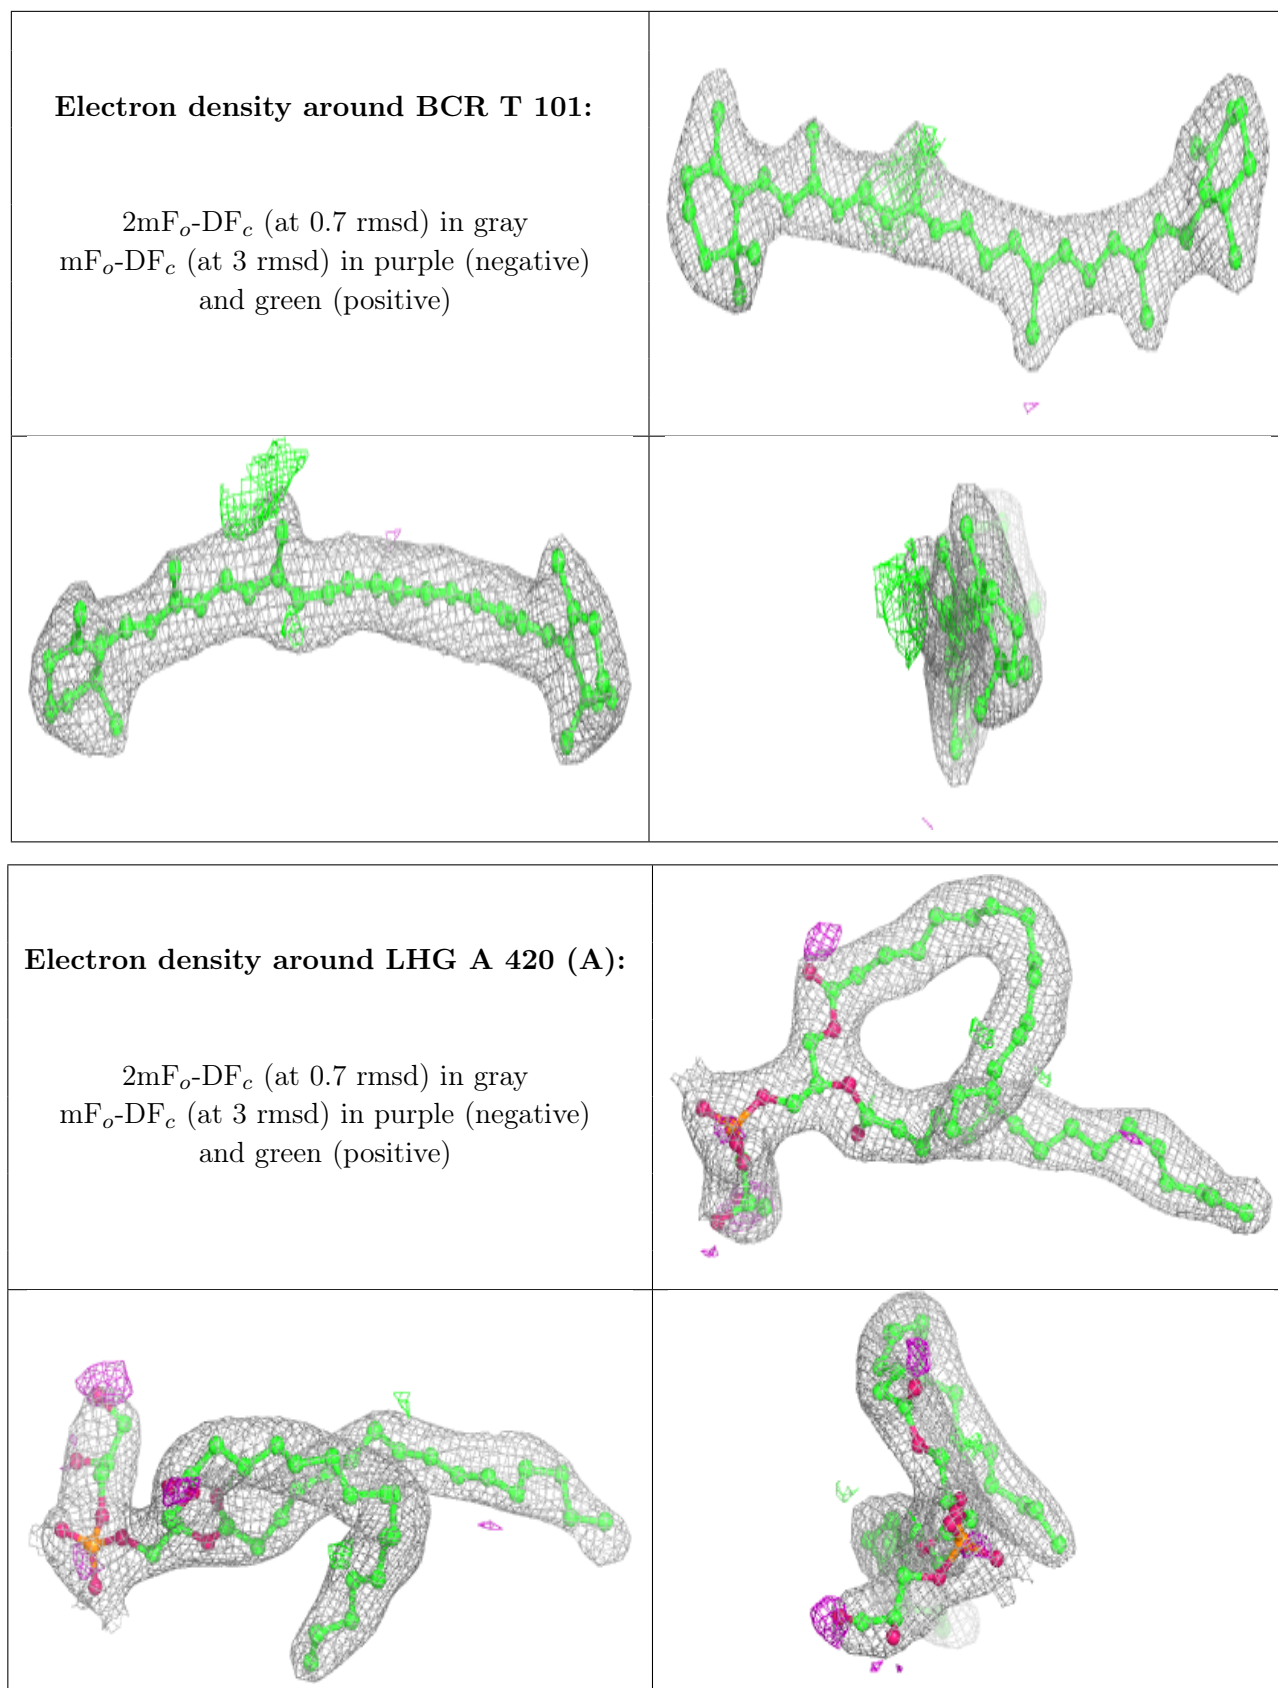 Electron density around BCR T 101:
2mFₒ-DF𝒸 (at 0.7 rmsd) in gray
mFₒ-DF𝒸 (at 3 rmsd) in purple (negative)
and green (positive)
Electron density around LHG A 420 (A):
2mFₒ-DF𝒸 (at 0.7 rmsd) in gray
mFₒ-DF𝒸 (at 3 rmsd) in purple (negative)
and green (positive)